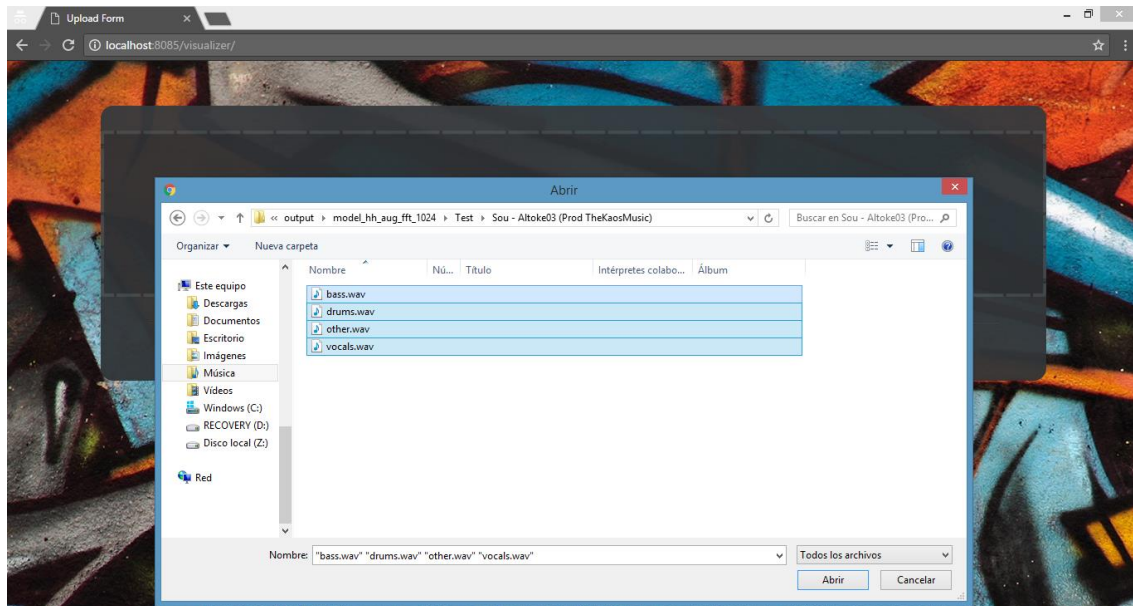 Upload Form
localhost:8085/visualizer/
Abrir
« output ▸ model_hh_aug_fft_1024 ▸ Test ▸ Sou - Altoke03 (Prod TheKaosMusic)
Buscar en Sou - Altoke03 (Pro...
Organizar
Nueva carpeta
Nombre Nú... Título Intérpretes colabo... Álbum
Este equipo
Descargas
Documentos
Escritorio
Imágenes
Música
Vídeos
Windows (C:)
RECOVERY (D:)
Disco local (Z:)
Red
bass.wav
drums.wav
other.wav
vocals.wav
Nombre: "bass.wav" "drums.wav" "other.wav" "vocals.wav"
Todos los archivos
Abrir Cancelar